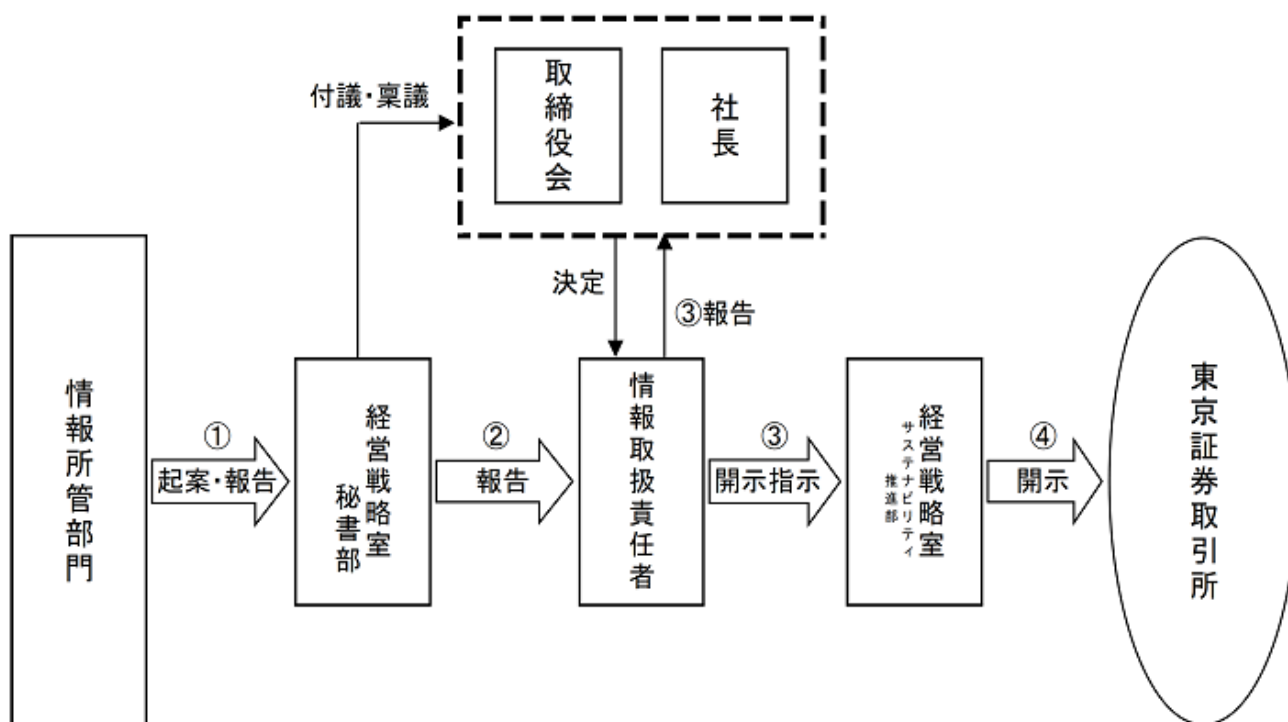 取締役会
社長
付議・稟議
決定
③報告
情報所管部門
①
起案・報告
経営戦略室
秘書部
②
報告
情報取扱責任者
③
開示指示
経営戦略室
サステナビリティ
推進部
④
開示
東京証券取引所